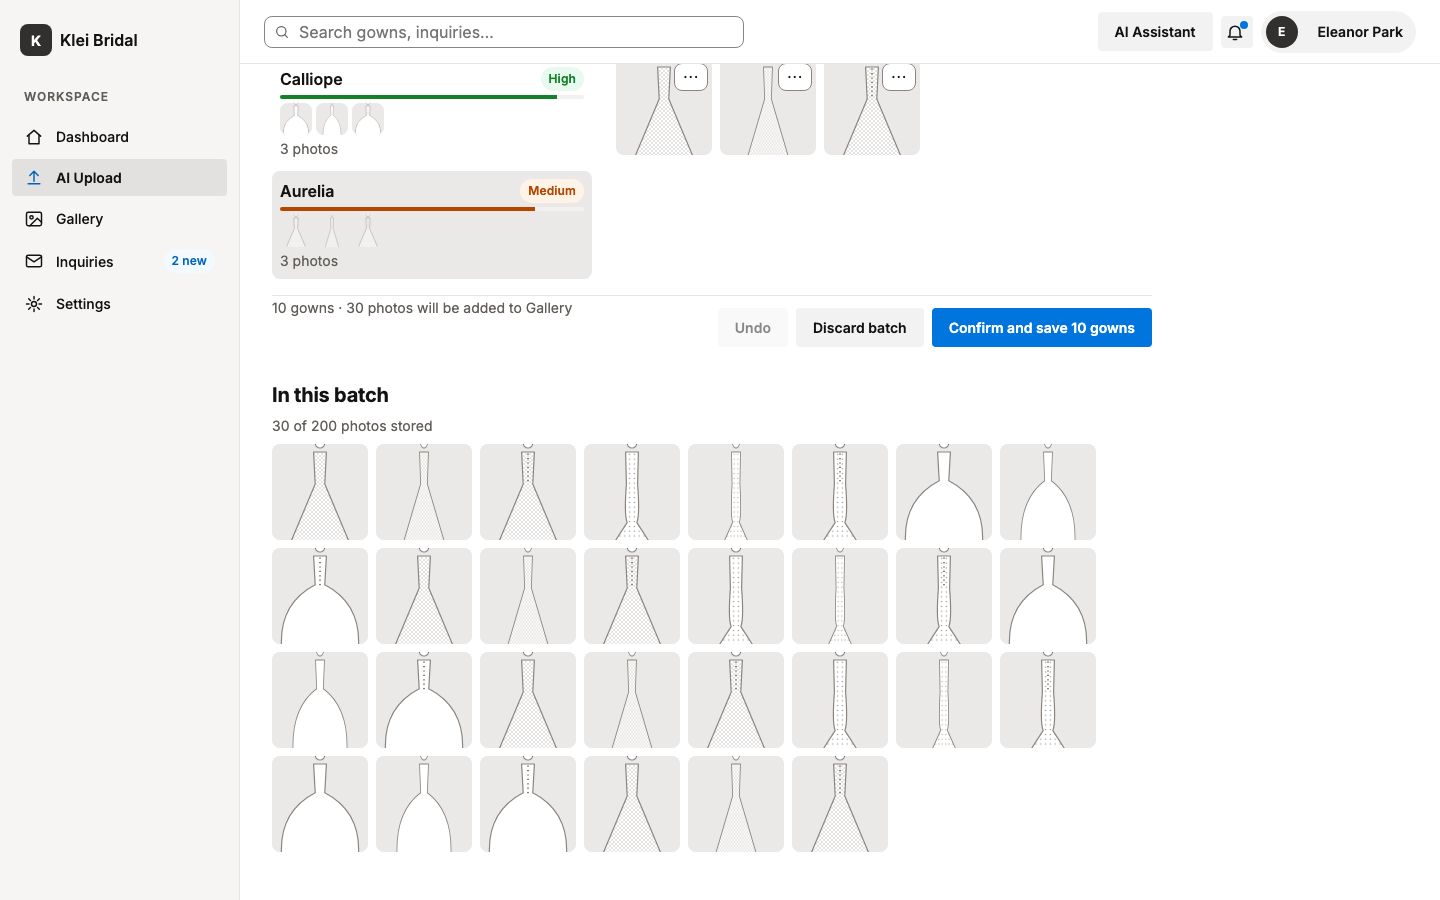 K Klei Bridal
Search gowns, inquiries...
AI Assistant
E Eleanor Park
WORKSPACE
Dashboard
AI Upload
Gallery
Inquiries 2 new
Settings
Calliope High
3 photos
Aurelia Medium
3 photos
10 gowns · 30 photos will be added to Gallery
Undo
Discard batch
Confirm and save 10 gowns
In this batch
30 of 200 photos stored